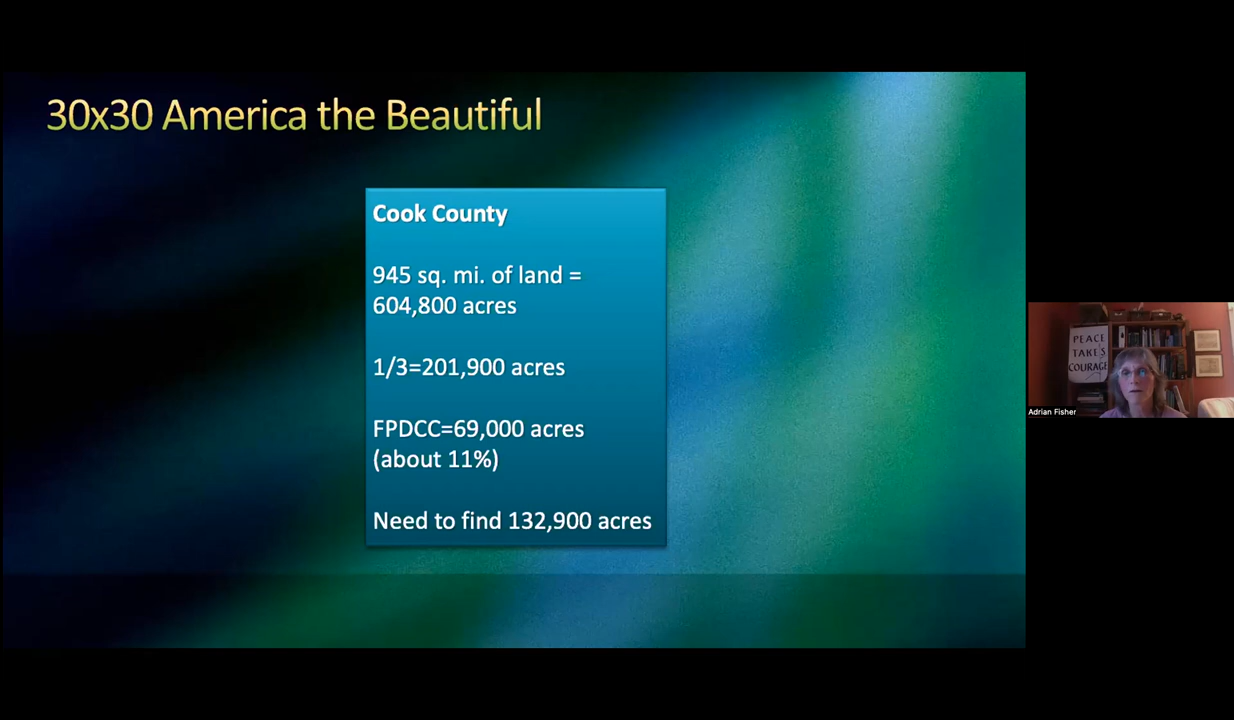 30x30 America the Beautiful
Cook County
945 sq. mi. of land =
604,800 acres
1/3=201,900 acres
FPDCC=69,000 acres
(about 11%)
Need to find 132,900 acres
PEACE
TAKES
COURAGE
Adrian Fisher